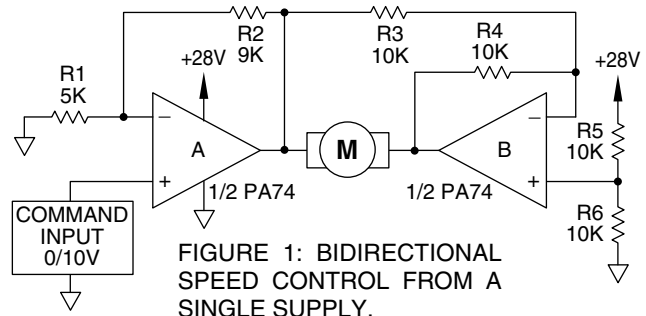 R2
9K
R3
10K
R4
10K
+28V
+28V
R1
5K
−
A
+
M
−
B
+
R5
10K
1/2 PA74
1/2 PA74
R6
10K
COMMAND
INPUT
0/10V
FIGURE 1: BIDIRECTIONAL
SPEED CONTROL FROM A
SINGLE SUPPLY.